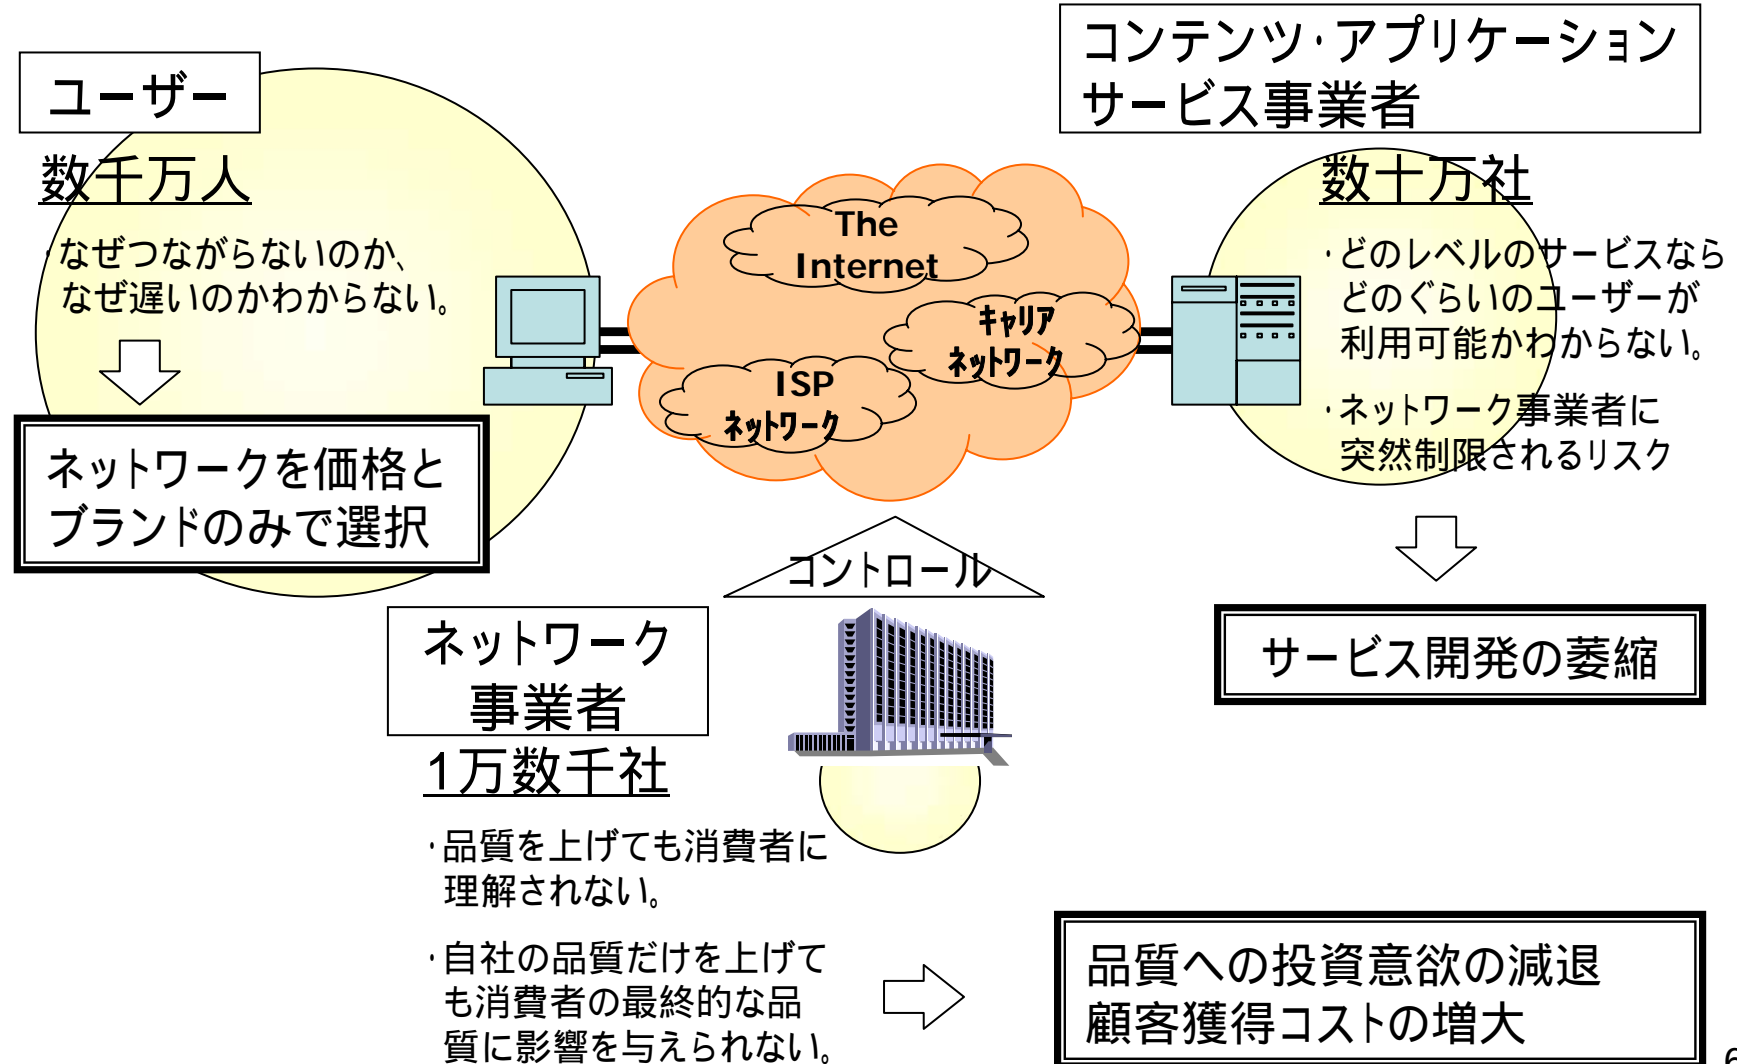 コンテンツ・アプリケーション
サービス事業者
ユーザー
数千万人
・なぜつながらないのか、
なぜ遅いのかわからない。
ネットワークを価格と
ブランドのみで選択
The
Internet
キャリア
ネットワーク
ISP
ネットワーク
数十万社
・どのレベルのサービスなら
どのぐらいのユーザーが
利用可能かわからない。
・ネットワーク事業者に
突然制限されるリスク
サービス開発の萎縮
コントロール
ネットワーク
事業者
1万数千社
・品質を上げても消費者に
理解されない。
・自社の品質だけを上げて
も消費者の最終的な品
質に影響を与えられない。
品質への投資意欲の減退
顧客獲得コストの増大
6